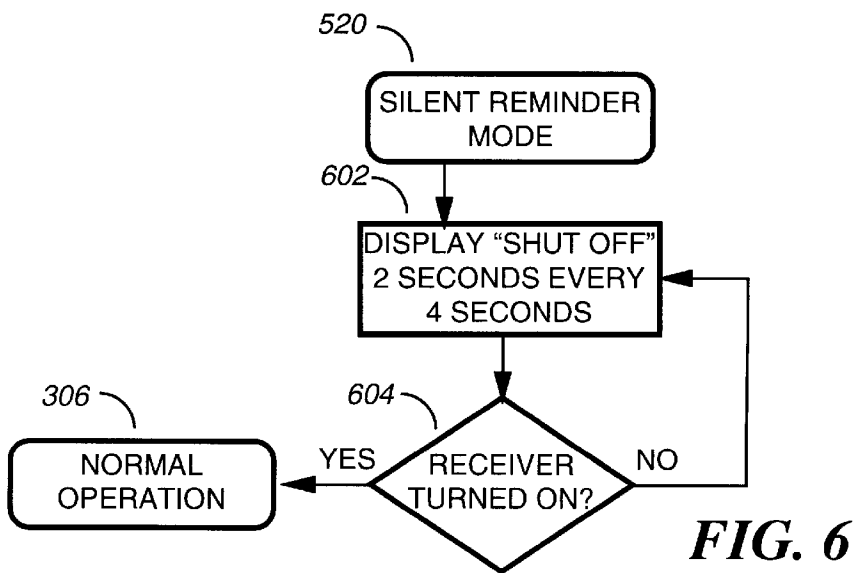 520
SILENT REMINDER
MODE
602
DISPLAY “SHUT OFF”
2 SECONDS EVERY
4 SECONDS
306
604
NORMAL
OPERATION
YES
RECEIVER
TURNED ON?
NO
FIG. 6